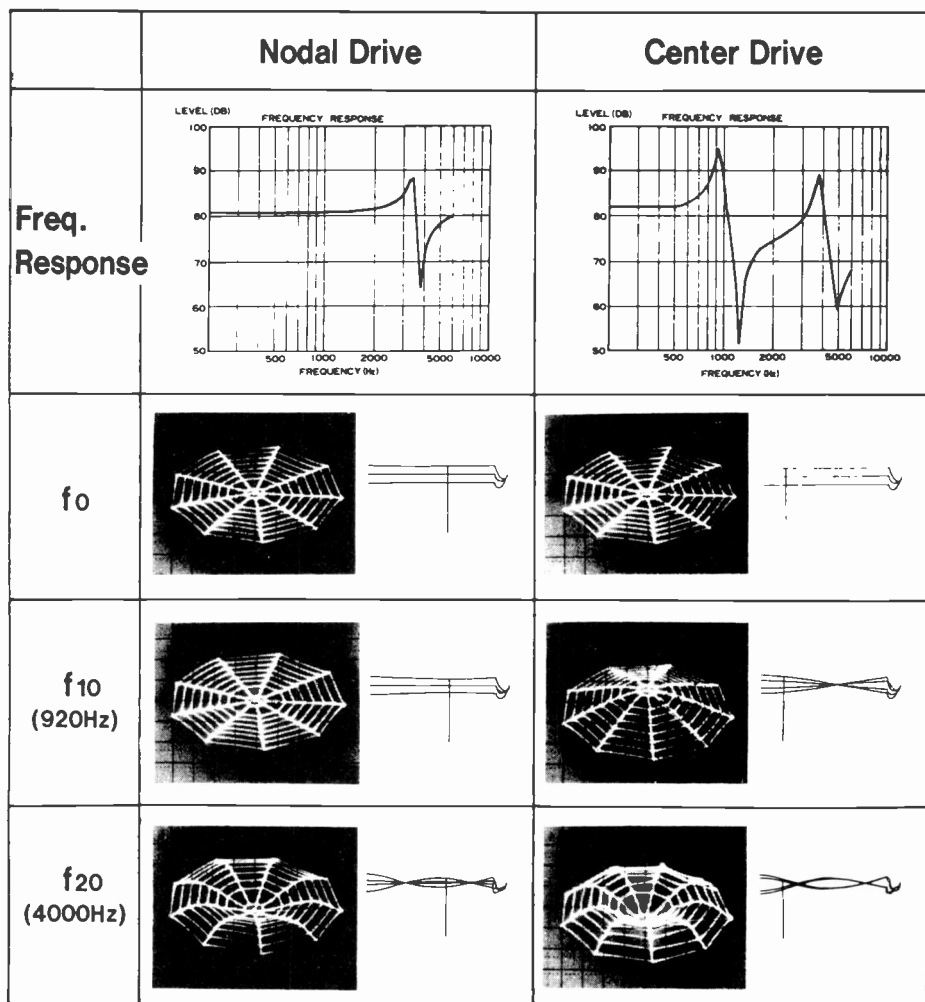 Nodal Drive
Center Drive
Freq.
Response
LEVEL (DB)
FREQUENCY RESPONSE
100
90
80
70
60
50
500
1000
2000
5000
10000
FREQUENCY (Hz)
LEVEL (DB)
FREQUENCY RESPONSE
100
90
80
70
60
50
500
1000
2000
5000
10000
FREQUENCY (Hz)
f0
f10
(920Hz)
f20
(4000Hz)